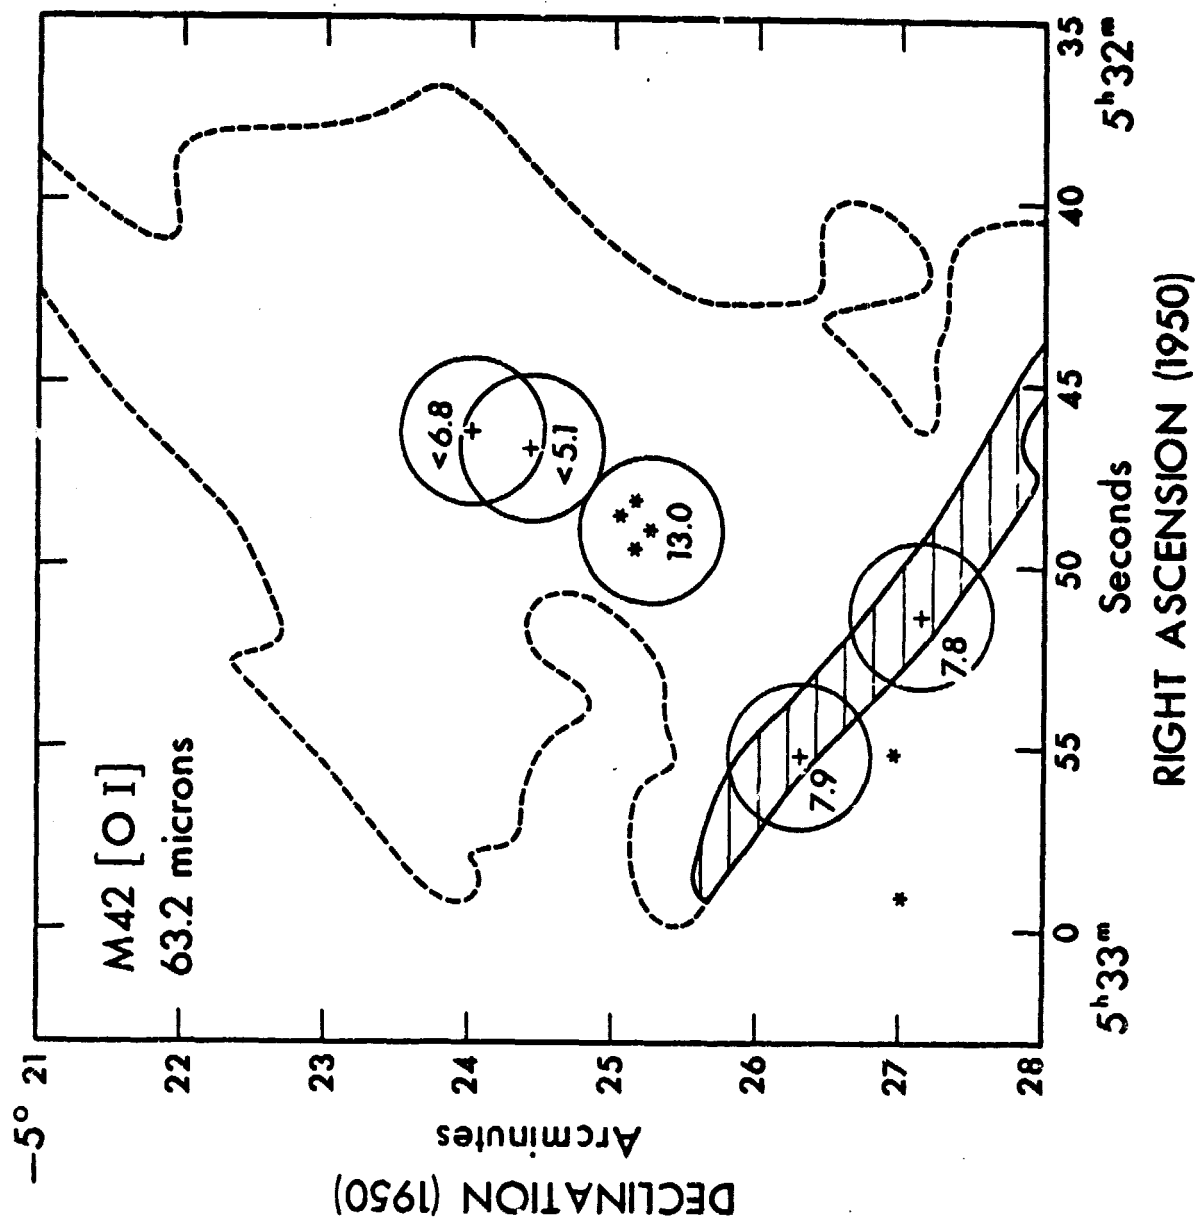 M42 [O I]
63.2 microns
<6.8
<5.1
13.0
7.9
7.8
−5°
21
22
23
24
25
26
27
28
Arcminutes
DECLINATION (1950)
0
55
50
45
40
35
5ʰ33ᵐ
Seconds
5ʰ32ᵐ
RIGHT ASCENSION (1950)